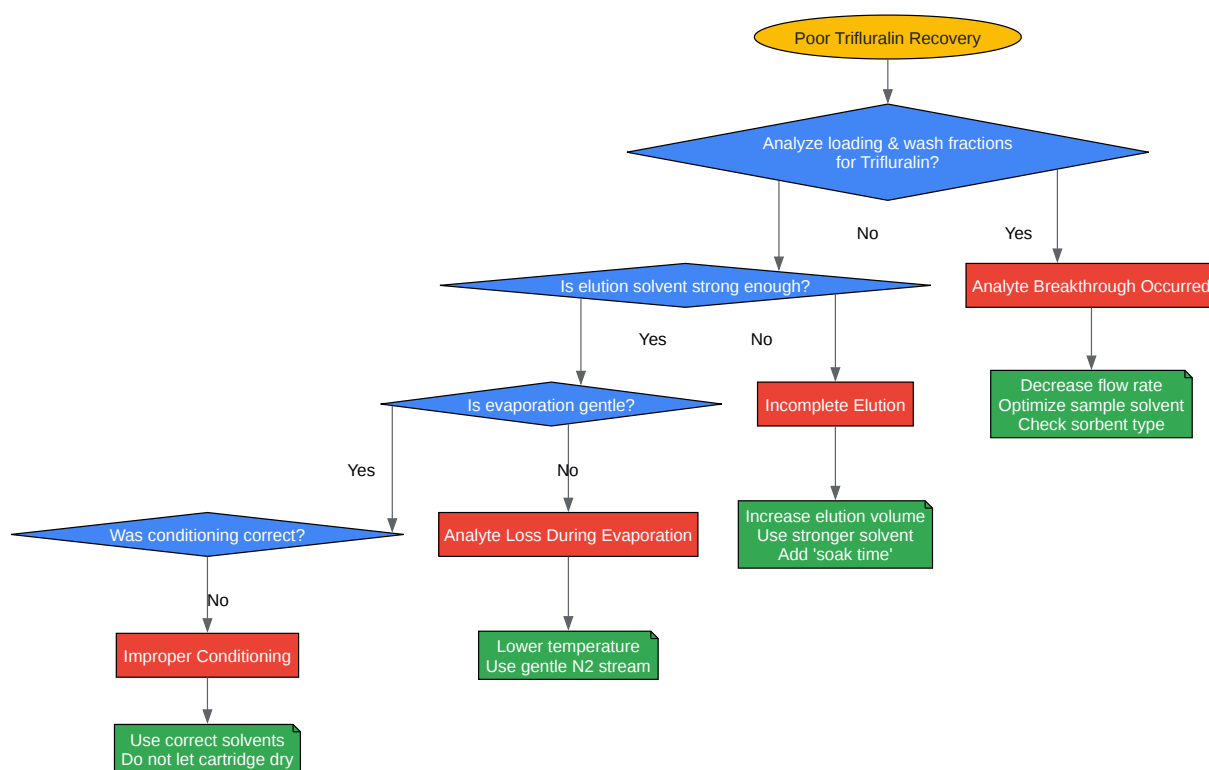 Poor Trifluralin Recovery
Analyze loading & wash fractions
for Trifluralin?
No
Yes
Is elution solvent strong enough?
Analyte Breakthrough Occurred
Yes
No
Decrease flow rate
Optimize sample solvent
Check sorbent type
Is evaporation gentle?
Incomplete Elution
Yes
No
Increase elution volume
Use stronger solvent
Add 'soak time'
Was conditioning correct?
Analyte Loss During Evaporation
No
Lower temperature
Use gentle N2 stream
Improper Conditioning
Use correct solvents
Do not let cartridge dry